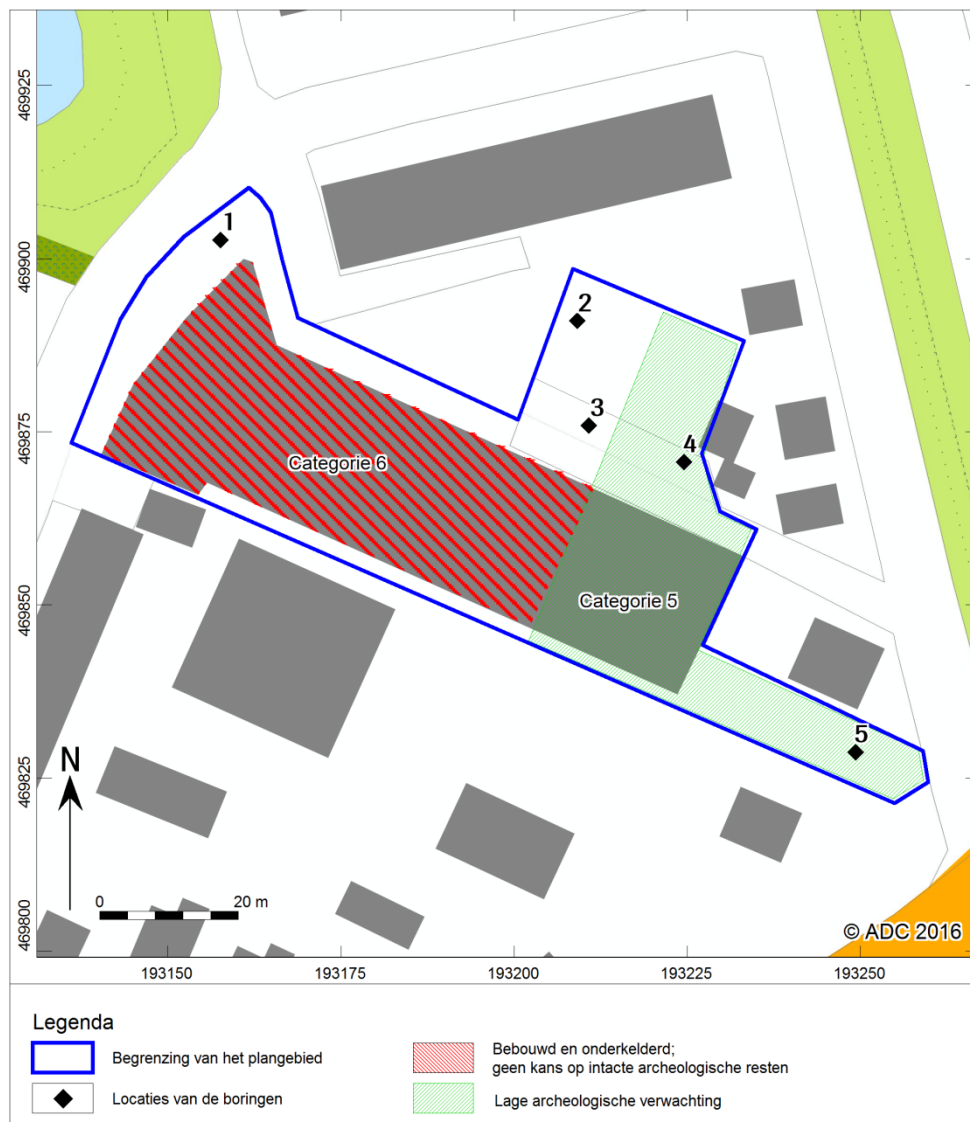 469925
469900
469875
469850
469825
469800
1
2
3
4
5
Categorie 6
Categorie 5
N
0
20 m
© ADC 2016
193150
193175
193200
193225
193250
Legenda
Begrenzing van het plangebied
Locaties van de boringen
Bebouwd en onderkelderd;
geen kans op intacte archeologische resten
Lage archeologische verwachting